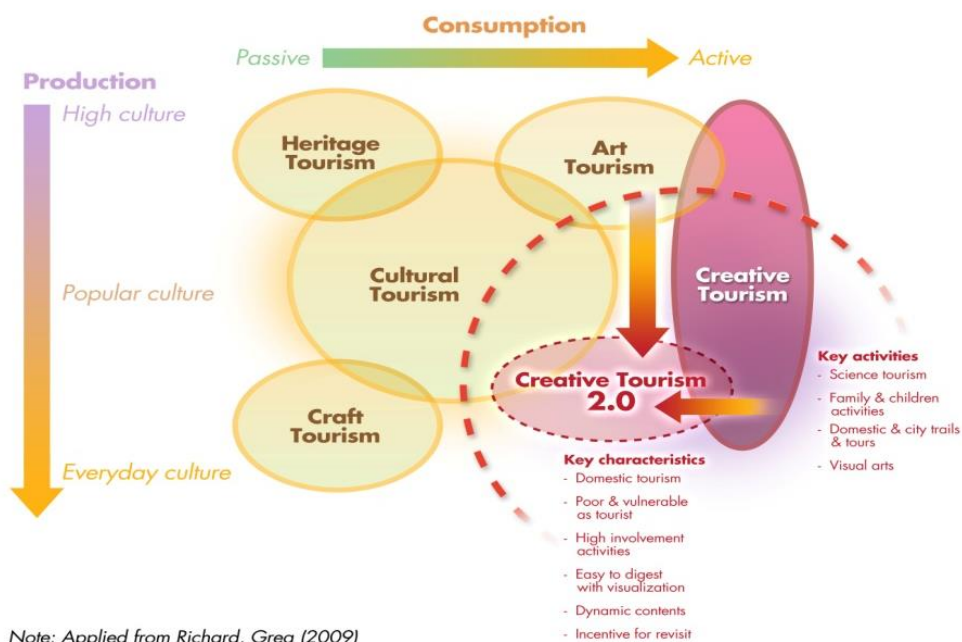 Consumption
Passive
Active
Production
High culture
Popular culture
Everyday culture
Heritage
Tourism
Art
Tourism
Cultural
Tourism
Creative
Tourism
Craft
Tourism
Creative Tourism
2.0
Key activities
- Science tourism
- Family & children
activities
- Domestic & city trails
& tours
- Visual arts
Key characteristics
- Domestic tourism
- Poor & vulnerable
as tourist
- High involvement
activities
- Easy to digest
with visualization
- Dynamic contents
- Incentive for revisit
Note: Applied from Richard, Greg (2009)